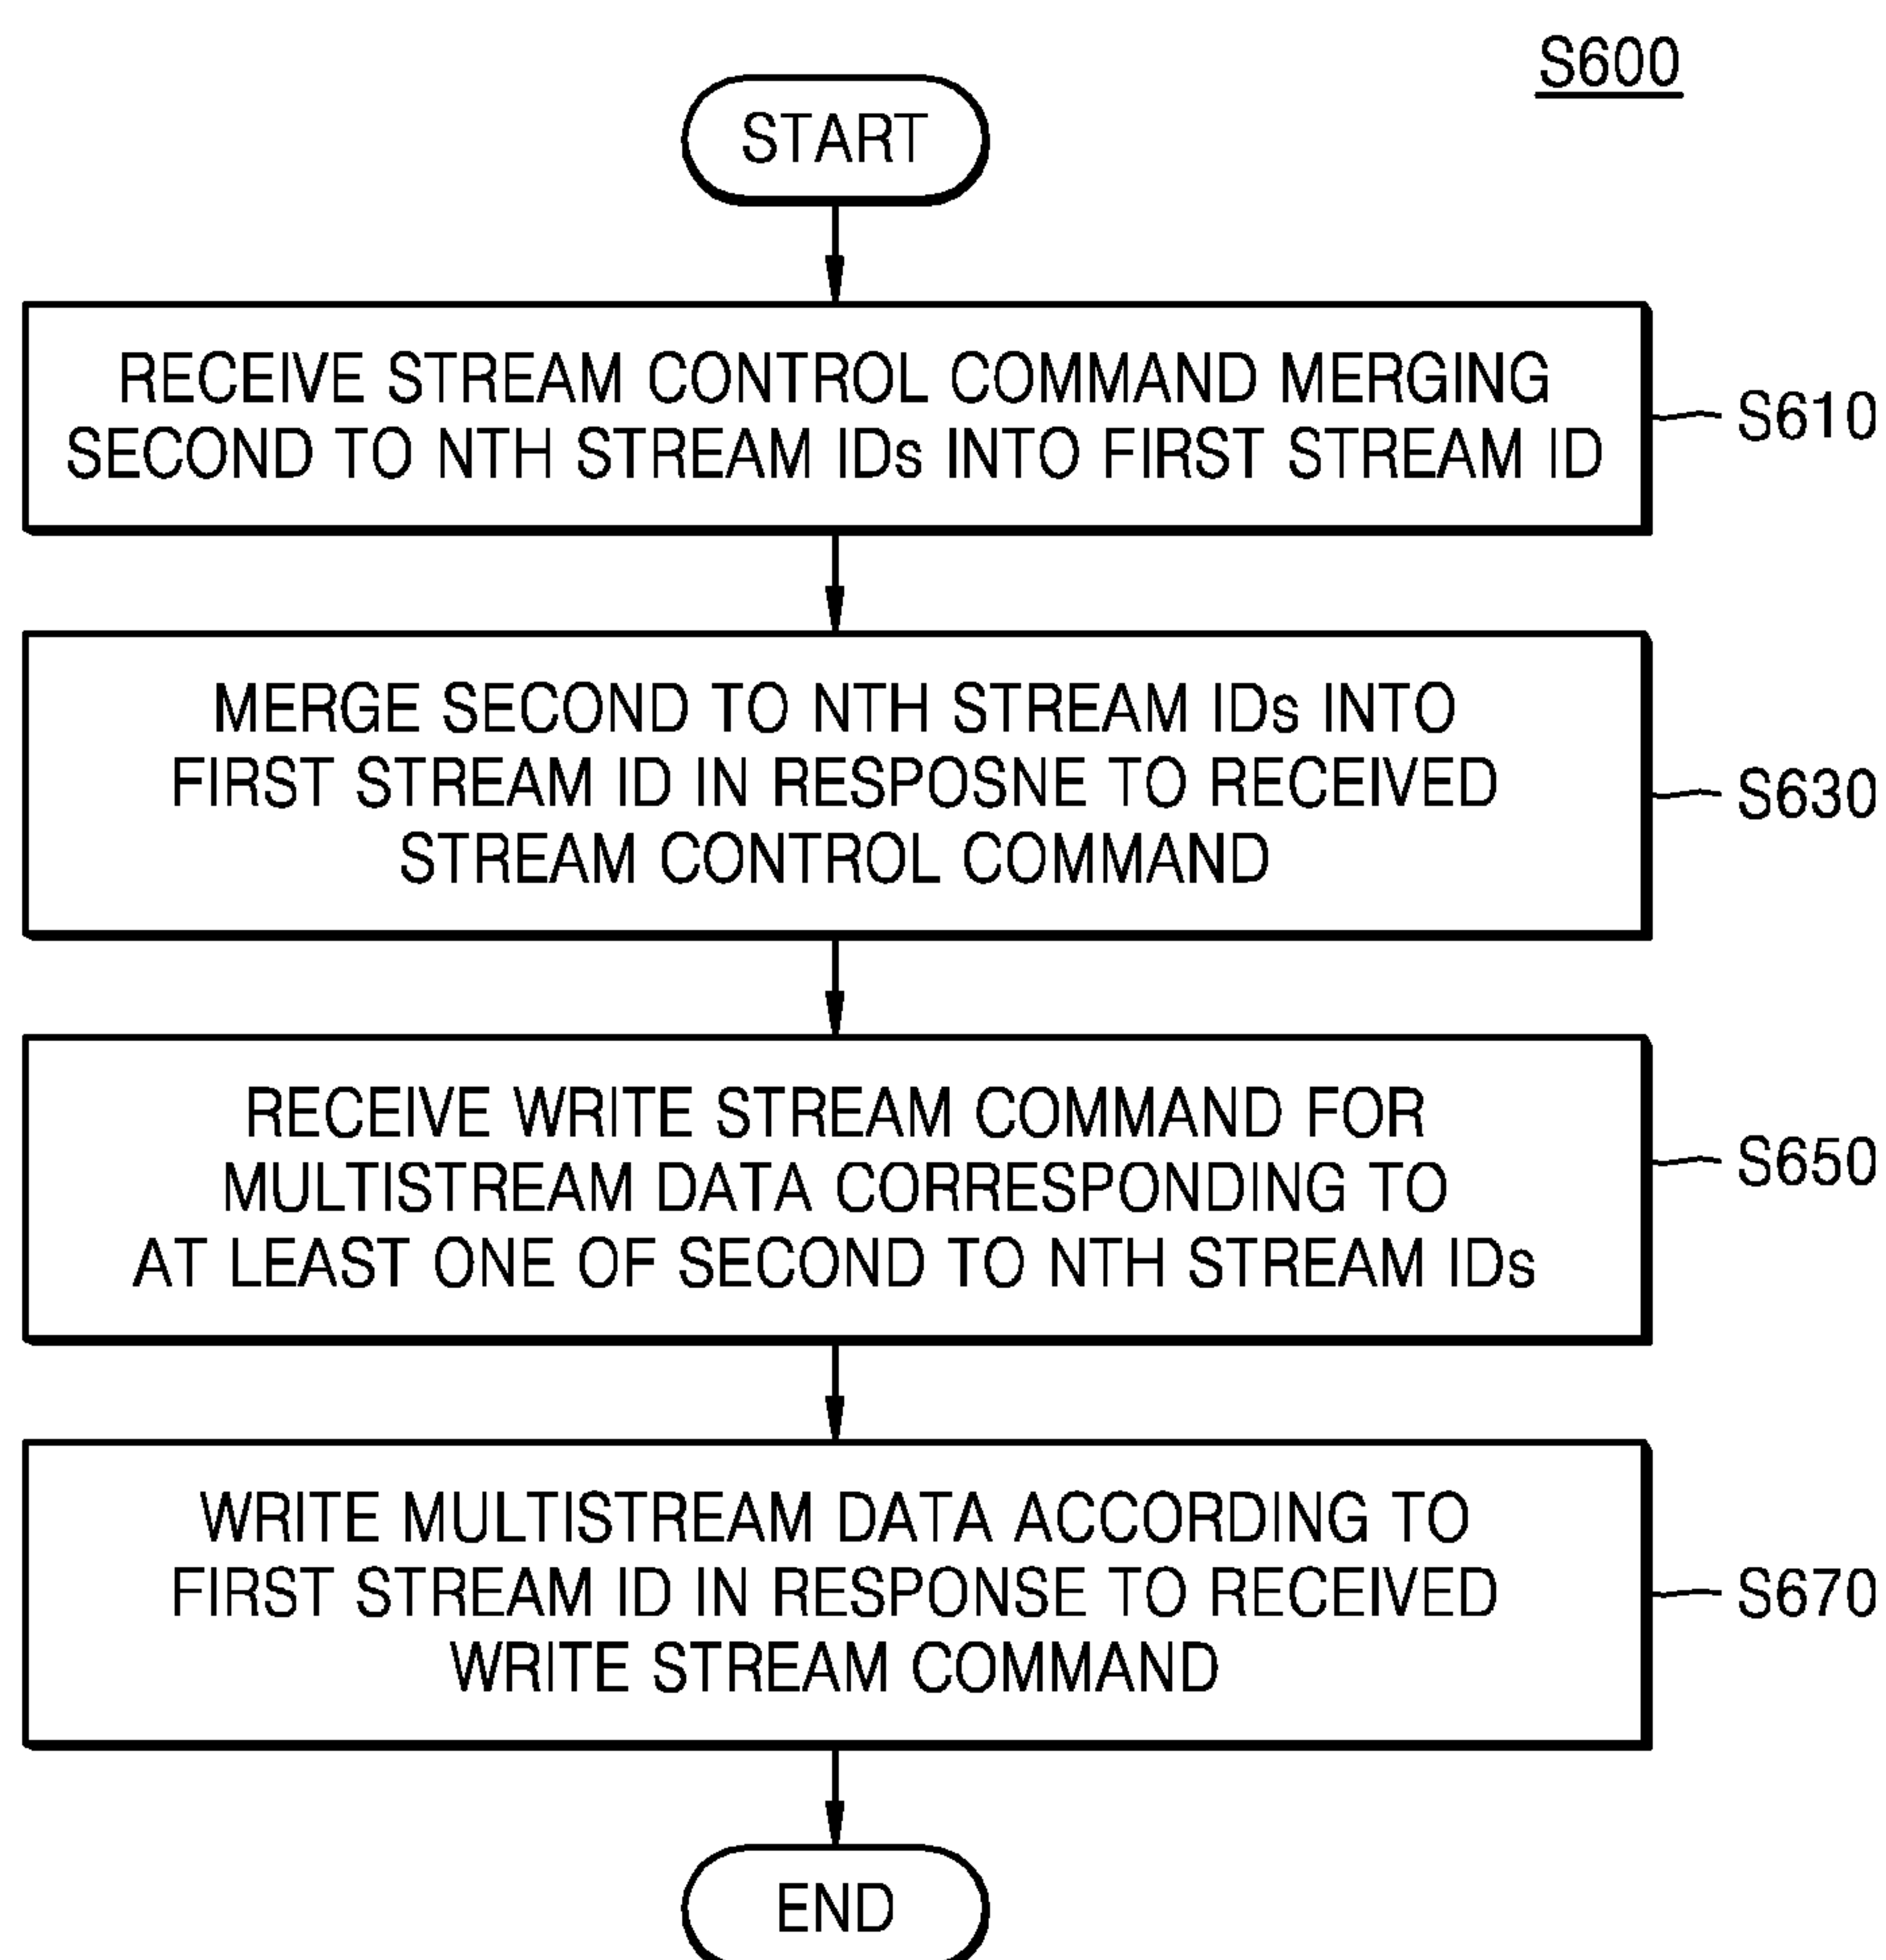 S600
START
RECEIVE STREAM CONTROL COMMAND MERGING
SECOND TO NTH STREAM IDs INTO FIRST STREAM ID
S610
MERGE SECOND TO NTH STREAM IDs INTO
FIRST STREAM ID IN RESPOSNE TO RECEIVED
STREAM CONTROL COMMAND
S630
RECEIVE WRITE STREAM COMMAND FOR
MULTISTREAM DATA CORRESPONDING TO
AT LEAST ONE OF SECOND TO NTH STREAM IDs
S650
WRITE MULTISTREAM DATA ACCORDING TO
FIRST STREAM ID IN RESPONSE TO RECEIVED
WRITE STREAM COMMAND
S670
END